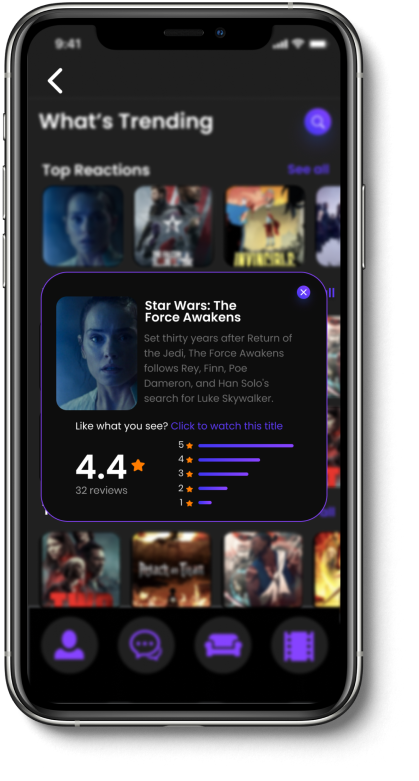 9:41
What's Trending
Top Reactions See all
INVINCIBLE
all
Star Wars: The
Force Awakens
Set thirty years after Return of
the Jedi, The Force Awakens
follows Rey, Finn, Poe
Dameron, and Han Solo's
search for Luke Skywalker.
Like what you see? Click to watch this title
4.4
32 reviews
5
4
3
2
1
all
ATTACK ON TITAN